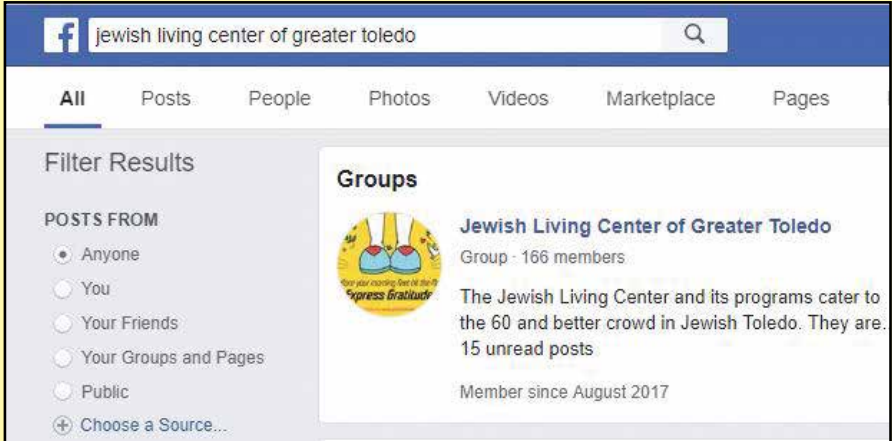 f jewish living center of greater toledo
All Posts People Photos Videos Marketplace Pages
Filter Results
POSTS FROM
Anyone
You
Your Friends
Your Groups and Pages
Public
Choose a Source...
Groups
Express Gratitude
Jewish Living Center of Greater Toledo
Group · 166 members
The Jewish Living Center and its programs cater to
the 60 and better crowd in Jewish Toledo. They are..
15 unread posts
Member since August 2017